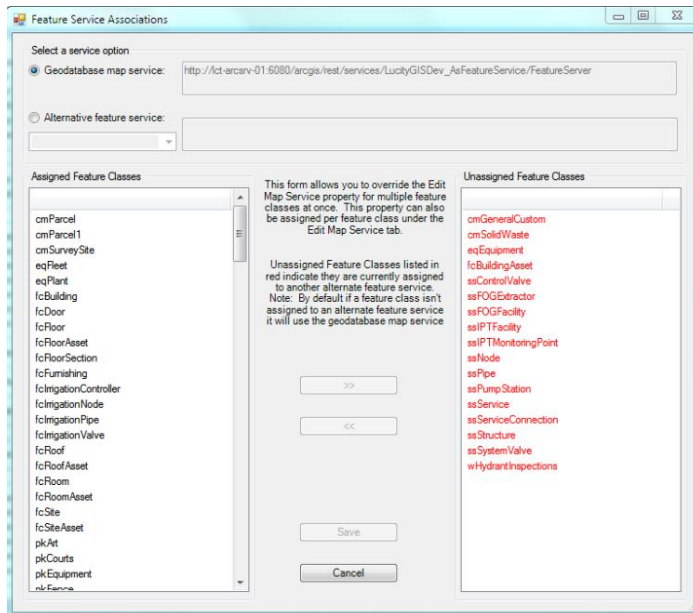 Feature Service Associations
Select a service option
Geodatabase map service:
http://lct-arcsrv-01:6080/arcgis/rest/services/LucityGISDev_AsFeatureService/FeatureServer
Alternative feature service:
Assigned Feature Classes
cmParcel
cmParcel1
cmSurveySite
eqFleet
eqPlant
fcBuilding
fcDoor
fcFloor
fcFloorAsset
fcFloorSection
fcFurnishing
fcIrrigationController
fcIrrigationNode
fcIrrigationPipe
fcIrrigationValve
fcRoof
fcRoofAsset
fcRoom
fcRoomAsset
fcSite
fcSiteAsset
pkArt
pkCourts
pkEquipment
pkFence
This form allows you to override the Edit
Map Service property for multiple feature
classes at once. This property can also
be assigned per feature class under the
Edit Map Service tab.
Unassigned Feature Classes listed in
red indicate they are currently assigned
to another alternate feature service.
Note: By default if a feature class isn't
assigned to an alternate feature service
it will use the geodatabase map service
>>
<<
Save
Cancel
Unassigned Feature Classes
cmGeneralCustom
cmSolidWaste
eqEquipment
fcBuildingAsset
ssControlValve
ssFOGExtractor
ssFOGFacility
ssIPTFacility
ssIPTMonitoringPoint
ssNode
ssPipe
ssPumpStation
ssService
ssServiceConnection
ssStructure
ssSystemValve
wHydrantInspections